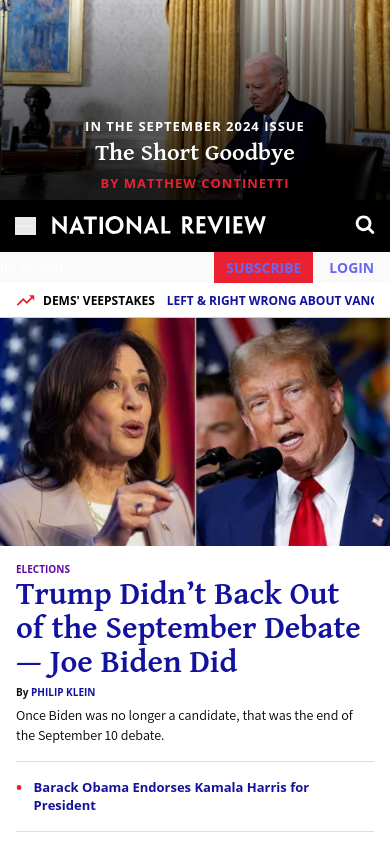 IN THE SEPTEMBER 2024 ISSUE
The Short Goodbye
BY MATTHEW CONTINETTI
NATIONAL REVIEW
SUBSCRIBE
LOGIN
DEMS' VEEPSTAKES
LEFT & RIGHT WRONG ABOUT VANC
ELECTIONS
Trump Didn’t Back Out
of the September Debate
— Joe Biden Did
By PHILIP KLEIN
Once Biden was no longer a candidate, that was the end of
the September 10 debate.
Barack Obama Endorses Kamala Harris for
President